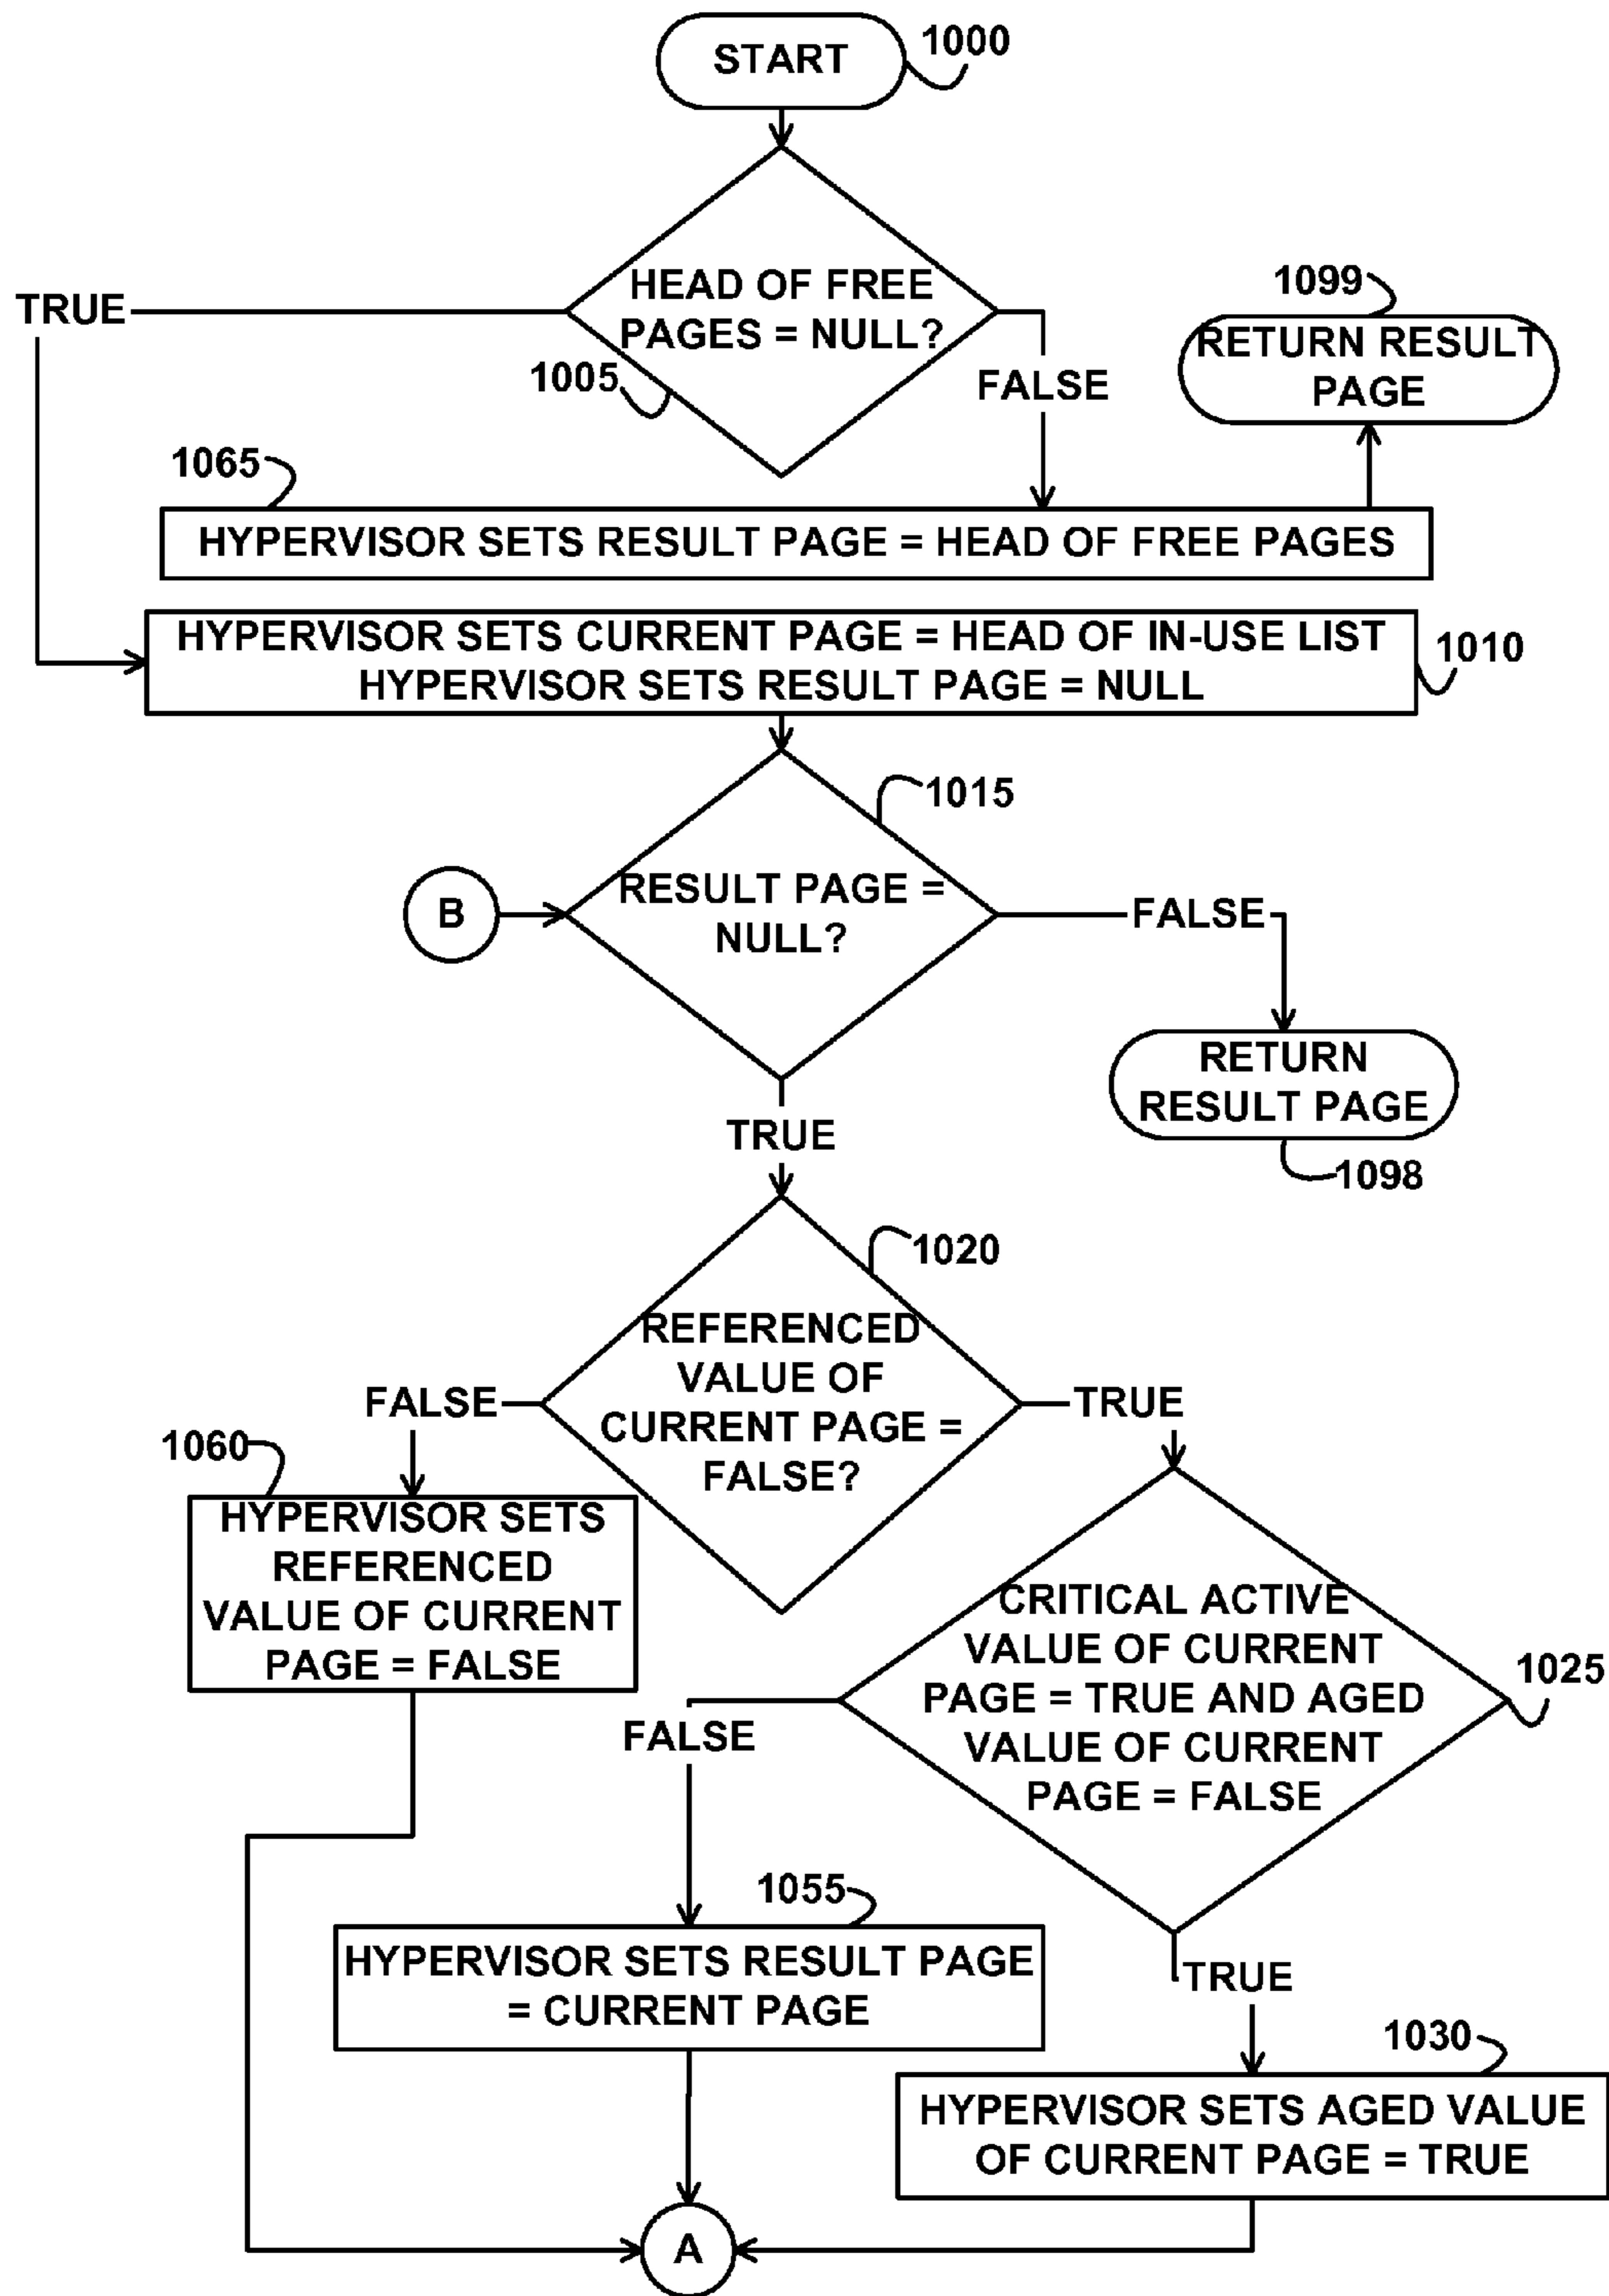 START
1000
HEAD OF FREE
PAGES = NULL?
1005
TRUE
FALSE
1099
RETURN RESULT
PAGE
1065
HYPERVISOR SETS RESULT PAGE = HEAD OF FREE PAGES
HYPERVISOR SETS CURRENT PAGE = HEAD OF IN-USE LIST
HYPERVISOR SETS RESULT PAGE = NULL
1010
1015
B
RESULT PAGE =
NULL?
FALSE
RETURN
RESULT PAGE
1098
TRUE
1020
REFERENCED
VALUE OF
CURRENT PAGE =
FALSE?
FALSE
TRUE
1060
HYPERVISOR SETS
REFERENCED
VALUE OF CURRENT
PAGE = FALSE
CRITICAL ACTIVE
VALUE OF CURRENT
PAGE = TRUE AND AGED
VALUE OF CURRENT
PAGE = FALSE
1025
FALSE
1055
HYPERVISOR SETS RESULT PAGE
= CURRENT PAGE
TRUE
1030
HYPERVISOR SETS AGED VALUE
OF CURRENT PAGE = TRUE
A